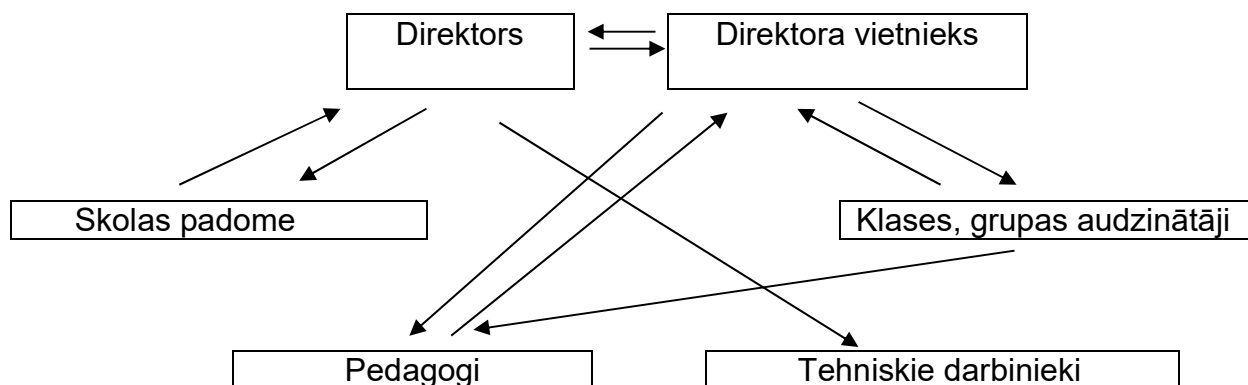 Direktors
Direktora vietnieks
Skolas padome
Klases, grupas audzinātāji
Pedagogi
Tehniskie darbinieki